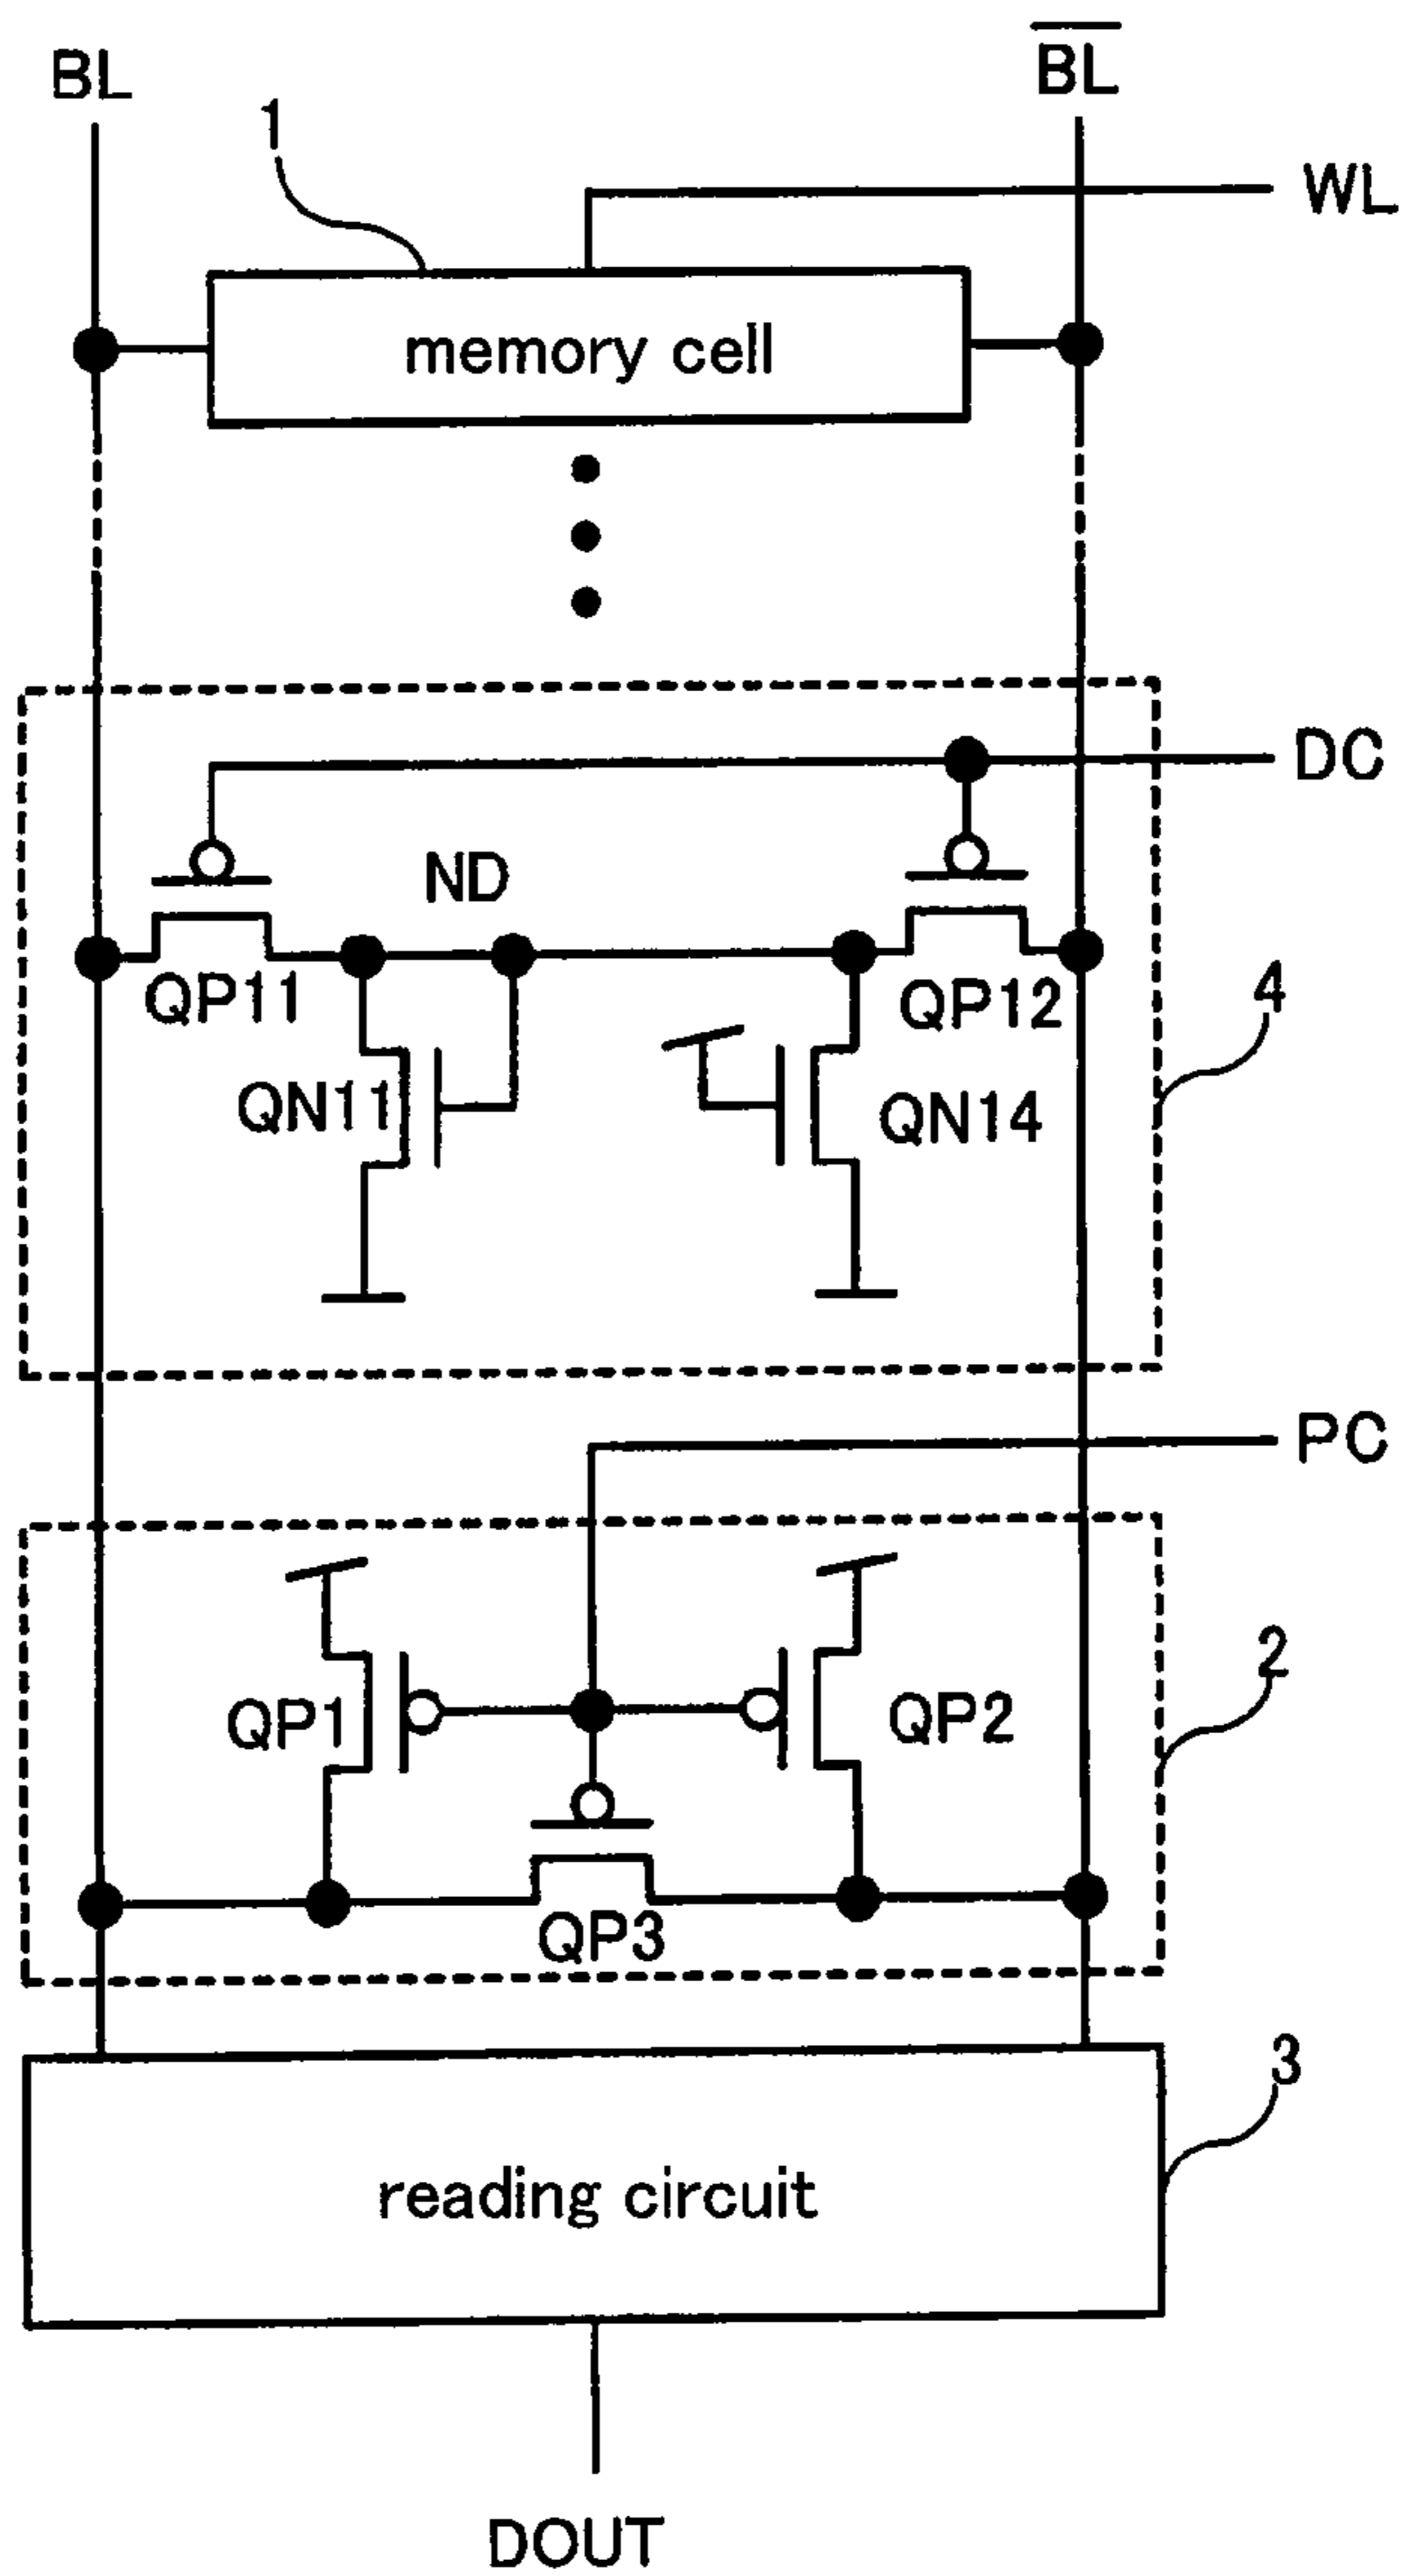 BL
B̅L̅
1
WL
memory cell
DC
ND
QP11
QP12
4
QN11
QN14
PC
2
QP1
QP2
QP3
3
reading circuit
DOUT